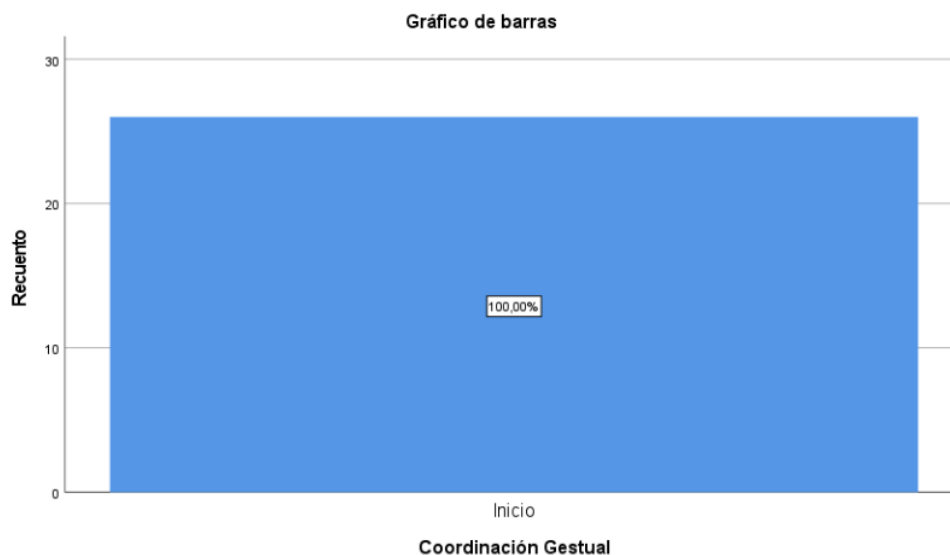 Gráfico de barras
30
20
10
0
Recuento
100,00%
Inicio
Coordinación Gestual